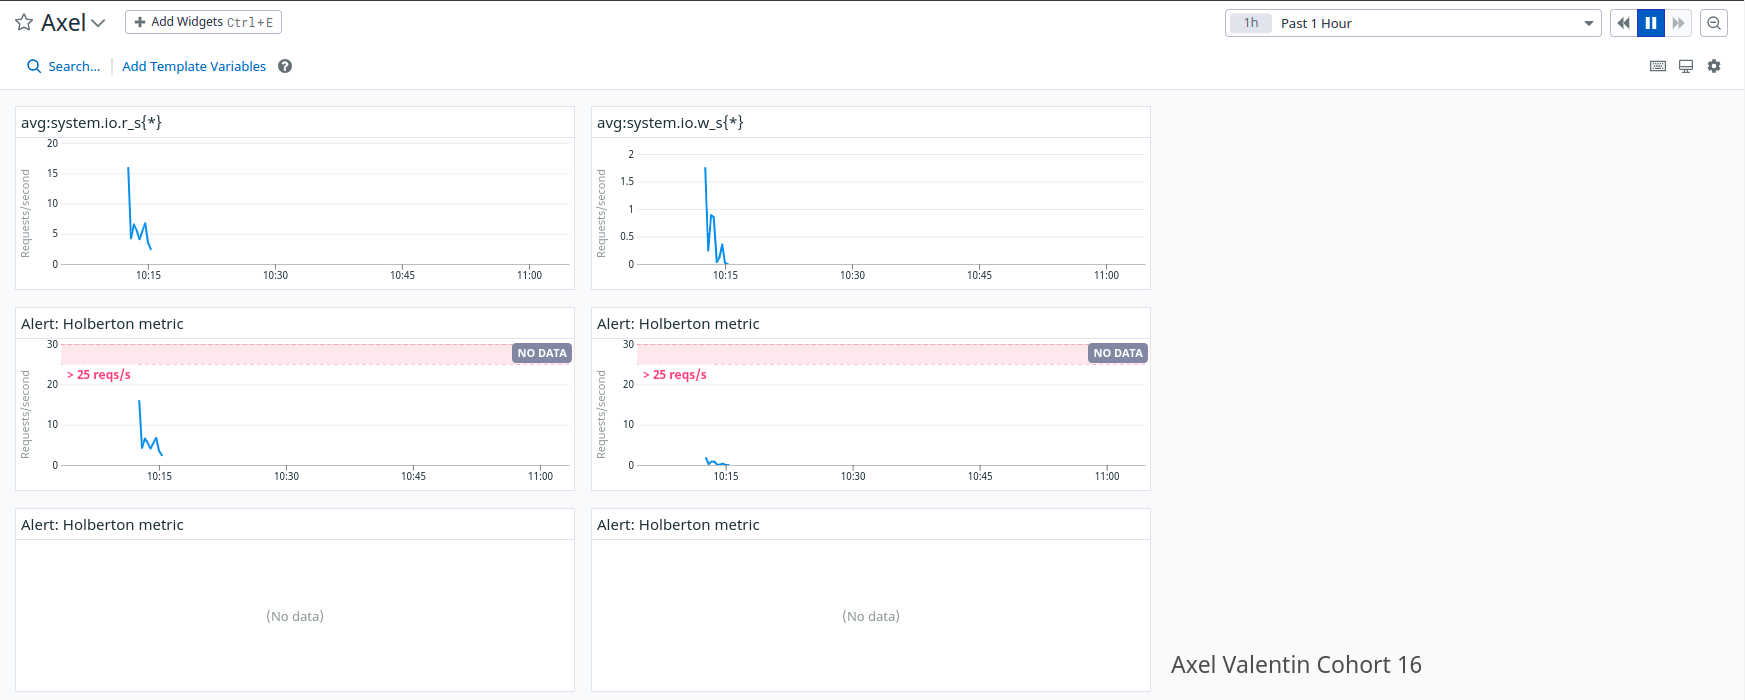 Axel
Add Widgets Ctrl+E
1h Past 1 Hour
Search... Add Template Variables ?
avg:system.io.r_s{*}
Requests/second
20
15
10
5
0
10:15 10:30 10:45 11:00
avg:system.io.w_s{*}
Requests/second
2
1.5
1
0.5
0
10:15 10:30 10:45 11:00
Alert: Holberton metric
Requests/second
30
NO DATA
> 25 reqs/s
20
10
0
10:15 10:30 10:45 11:00
Alert: Holberton metric
Requests/second
30
NO DATA
> 25 reqs/s
20
10
0
10:15 10:30 10:45 11:00
Alert: Holberton metric
(No data)
Alert: Holberton metric
(No data)
Axel Valentin Cohort 16